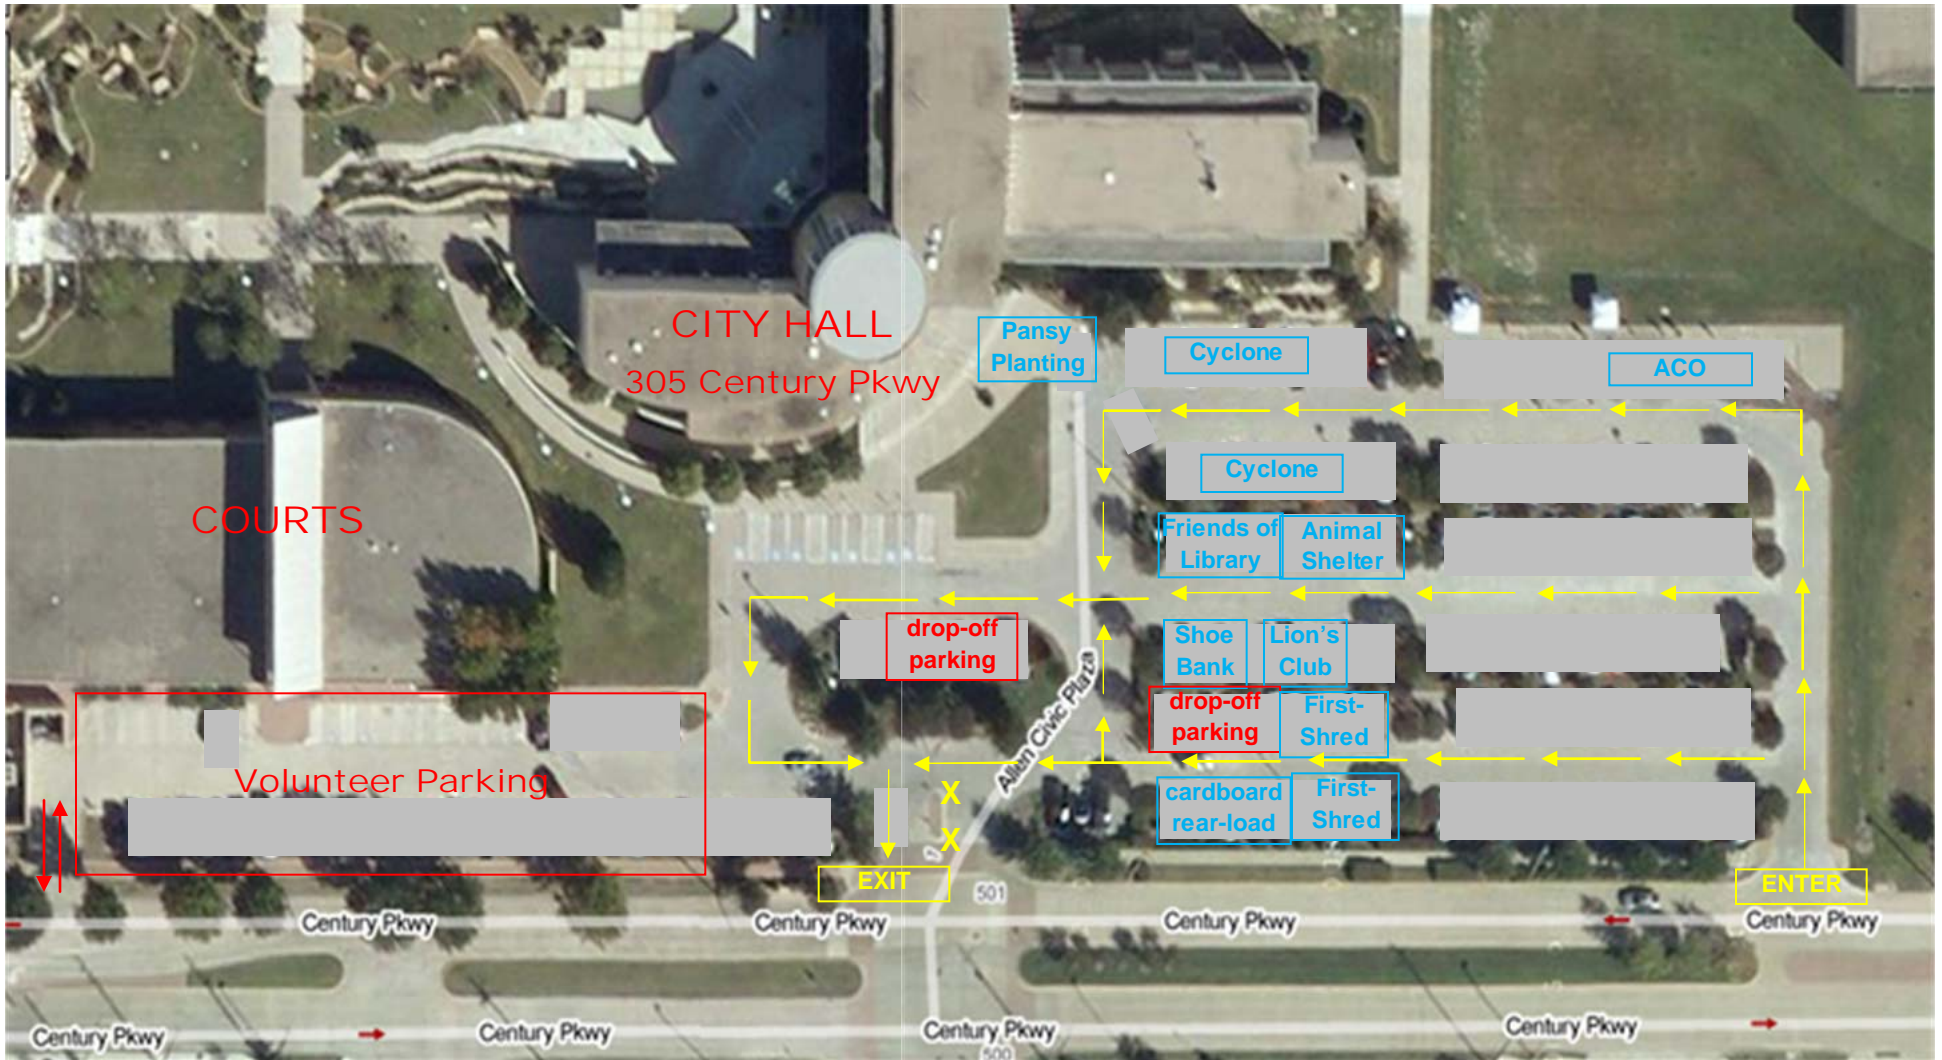 CITY HALL
305 Century Pkwy
Pansy
Planting
Cyclone
ACO
Cyclone
COURTS
Friends of
Library
Animal
Shelter
drop-off
parking
Shoe
Bank
Lion's
Club
drop-off
parking
First-
Shred
Allen Civic Plaza
Volunteer Parking
cardboard
rear-load
First-
Shred
X
X
EXIT
ENTER
501
Century Pkwy
Century Pkwy
Century Pkwy
Century Pkwy
Century Pkwy
Century Pkwy
Century Pkwy
Century Pkwy
500